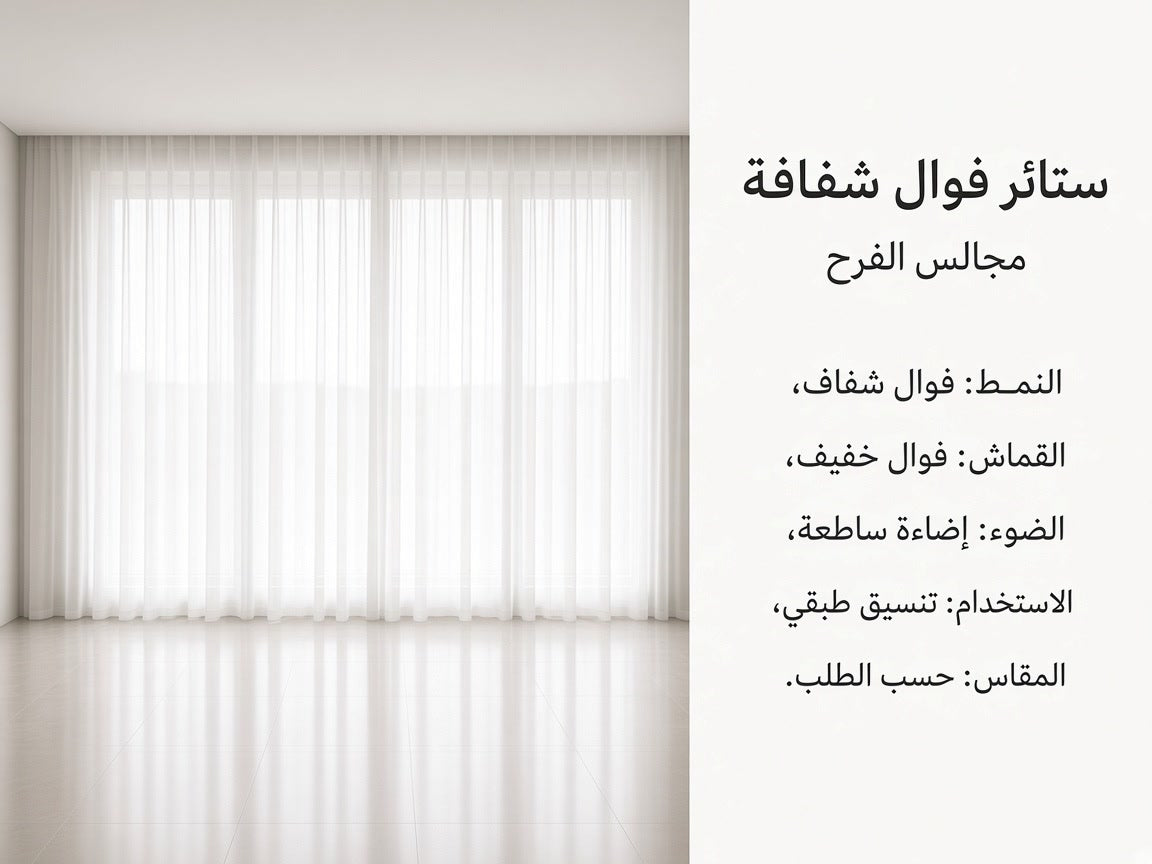 ستائر فوال شفافة
مجالس الفرح
النمـط: فوال شفاف،
القماش: فوال خفيف،
الضوء: إضاءة ساطعة،
الاستخدام: تنسيق طبقي،
المقاس: حسب الطلب.